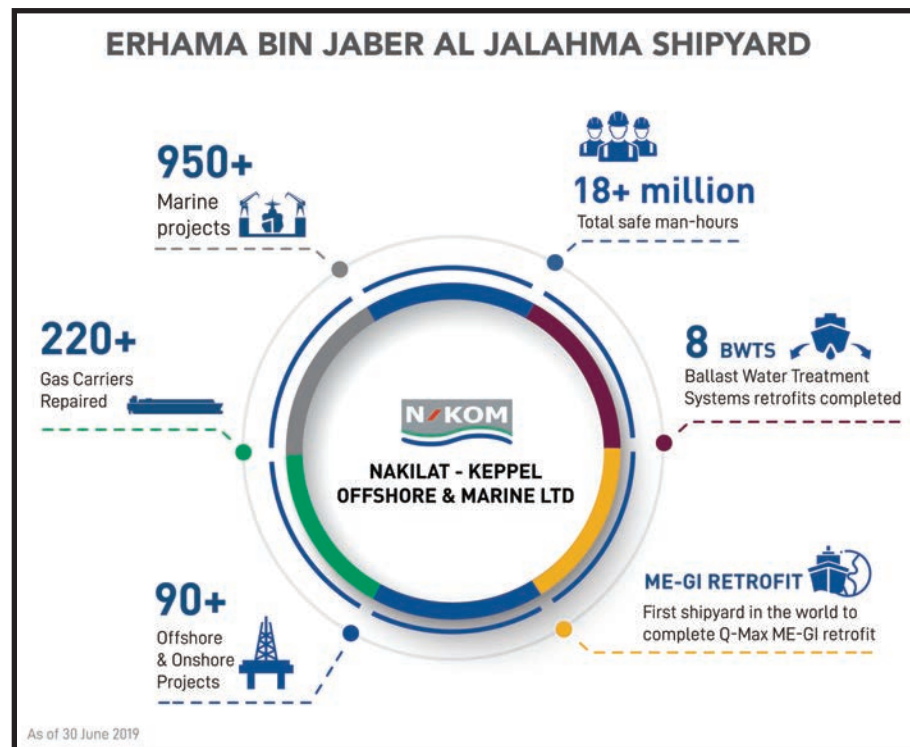 ERHAMA BIN JABER AL JALAHMA SHIPYARD
950+
Marine
projects
18+ million
Total safe man-hours
220+
Gas Carriers
Repaired
8 BWTS
Ballast Water Treatment
Systems retrofits completed
N-KOM
NAKILAT - KEPPEL
OFFSHORE & MARINE LTD
90+
Offshore
& Onshore
Projects
ME-GI RETROFIT
First shipyard in the world to
complete Q-Max ME-GI retrofit
As of 30 June 2019